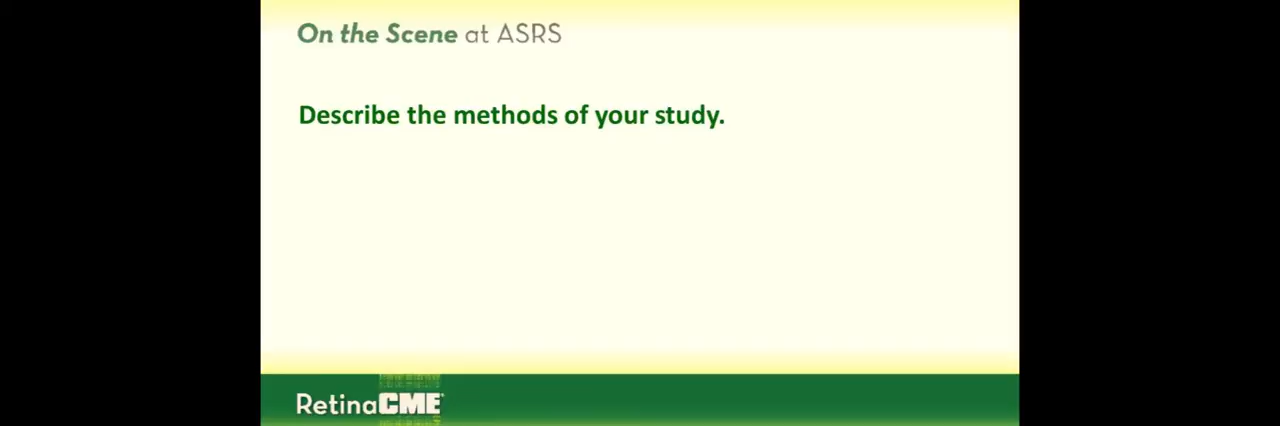 On the Scene at ASRS
Describe the methods of your study.
RetinaCME